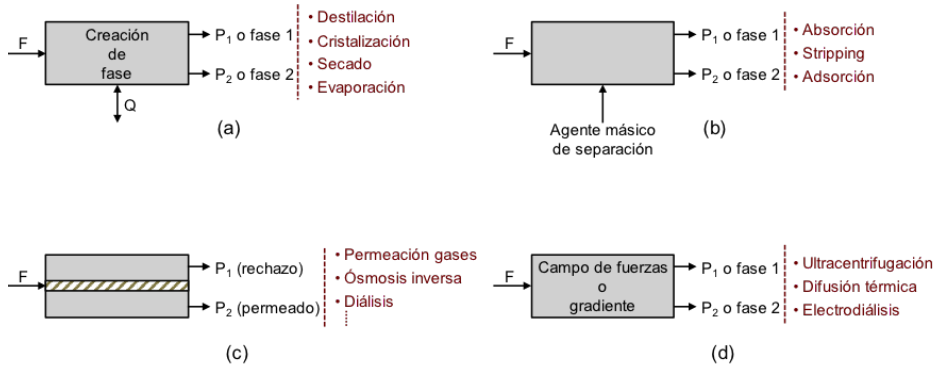 F
Creación
de
fase
Q
P1 o fase 1
P2 o fase 2
• Destilación
• Cristalización
• Secado
• Evaporación
(a)
F
P1 o fase 1
P2 o fase 2
Agente másico
de separación
• Absorción
• Stripping
• Adsorción
(b)
F
P1 (rechazo)
P2 (permeado)
• Permeación gases
• Ósmosis inversa
• Diálisis
(c)
F
Campo de fuerzas
o
gradiente
P1 o fase 1
P2 o fase 2
• Ultracentrifugación
• Difusión térmica
• Electrodiálisis
(d)